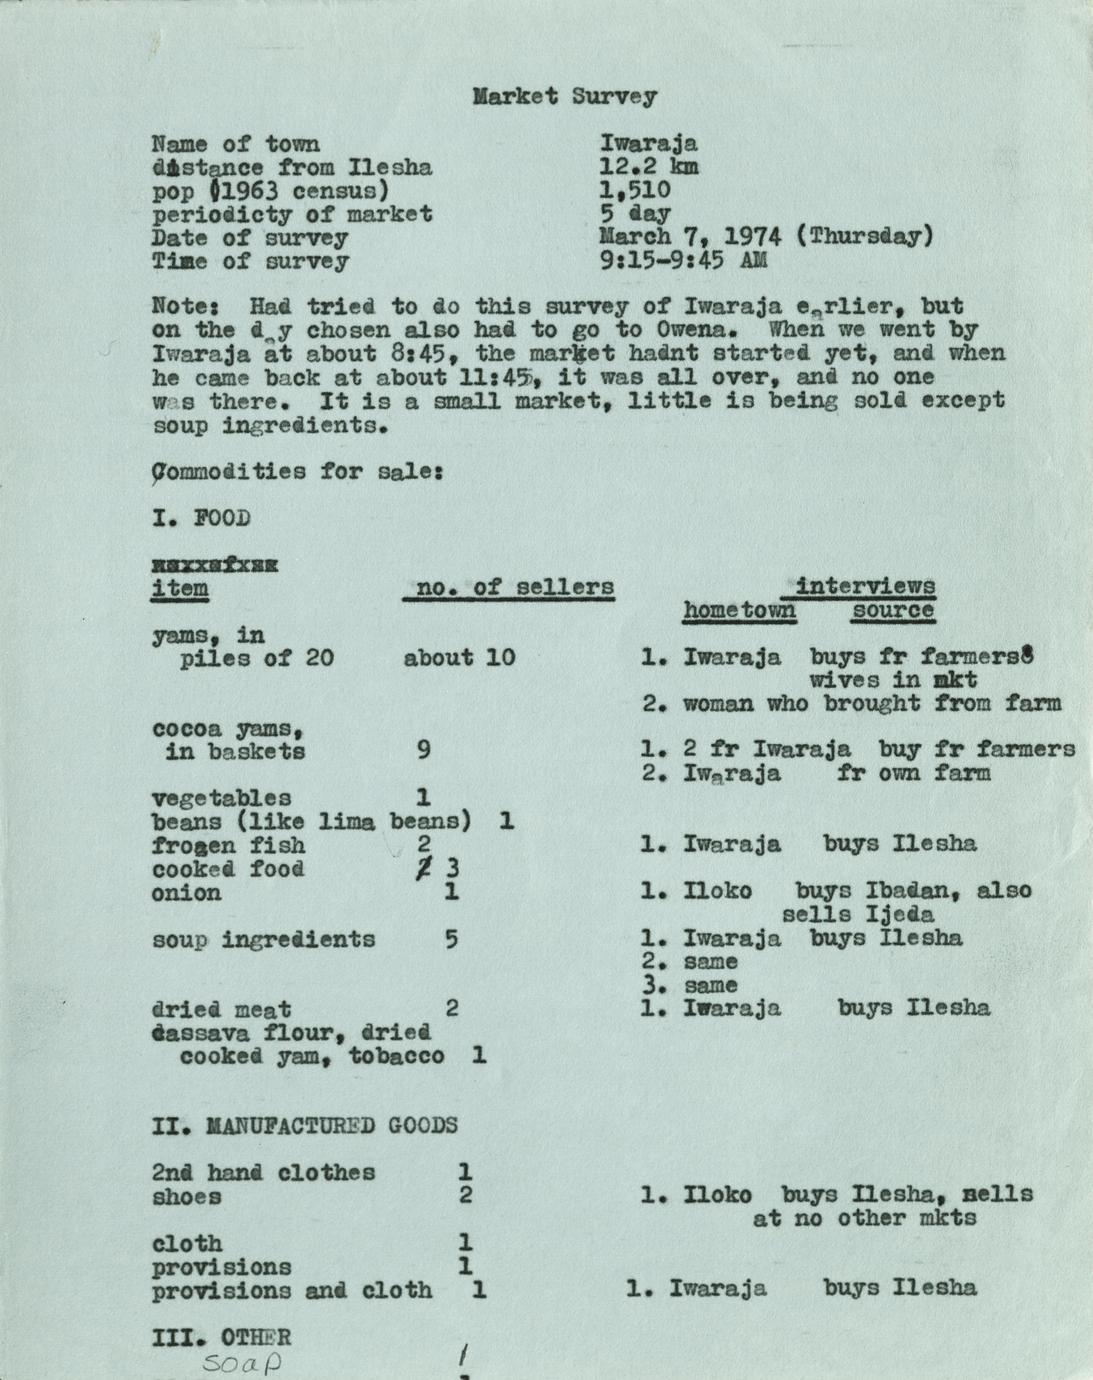 Market Survey
Name of town Iwaraja
distance from Ilesha 12.2 km
pop (1963 census) 1,510
periodicty of market 5 day
Date of survey March 7, 1974 (Thursday)
Time of survey 9:15-9:45 AM
Note: Had tried to do this survey of Iwaraja earlier, but
on the day chosen also had to go to Owena. When we went by
Iwaraja at about 8:45, the market hadnt started yet, and when
he came back at about 11:45, it was all over, and no one
was there. It is a small market, little is being sold except
soup ingredients.
Commodities for sale:
I. FOOD
item no. of sellers interviews
hometown source
yams, in
piles of 20 about 10 1. Iwaraja buys fr farmers8
wives in mkt
2. woman who brought from farm
cocoa yams,
in baskets 9 1. 2 fr Iwaraja buy fr farmers
2. Iwaraja fr own farm
vegetables 1
beans (like lima beans) 1
frogen fish 2 1. Iwaraja buys Ilesha
cooked food 3
onion 1 1. Iloko buys Ibadan, also
sells Ijeda
soup ingredients 5 1. Iwaraja buys Ilesha
2. same
3. same
dried meat 2 1. Iwaraja buys Ilesha
cassava flour, dried
cooked yam, tobacco 1
II. MANUFACTURED GOODS
2nd hand clothes 1
shoes 2 1. Iloko buys Ilesha, sells
at no other mkts
cloth 1
provisions 1
provisions and cloth 1 1. Iwaraja buys Ilesha
III. OTHER
soap 1